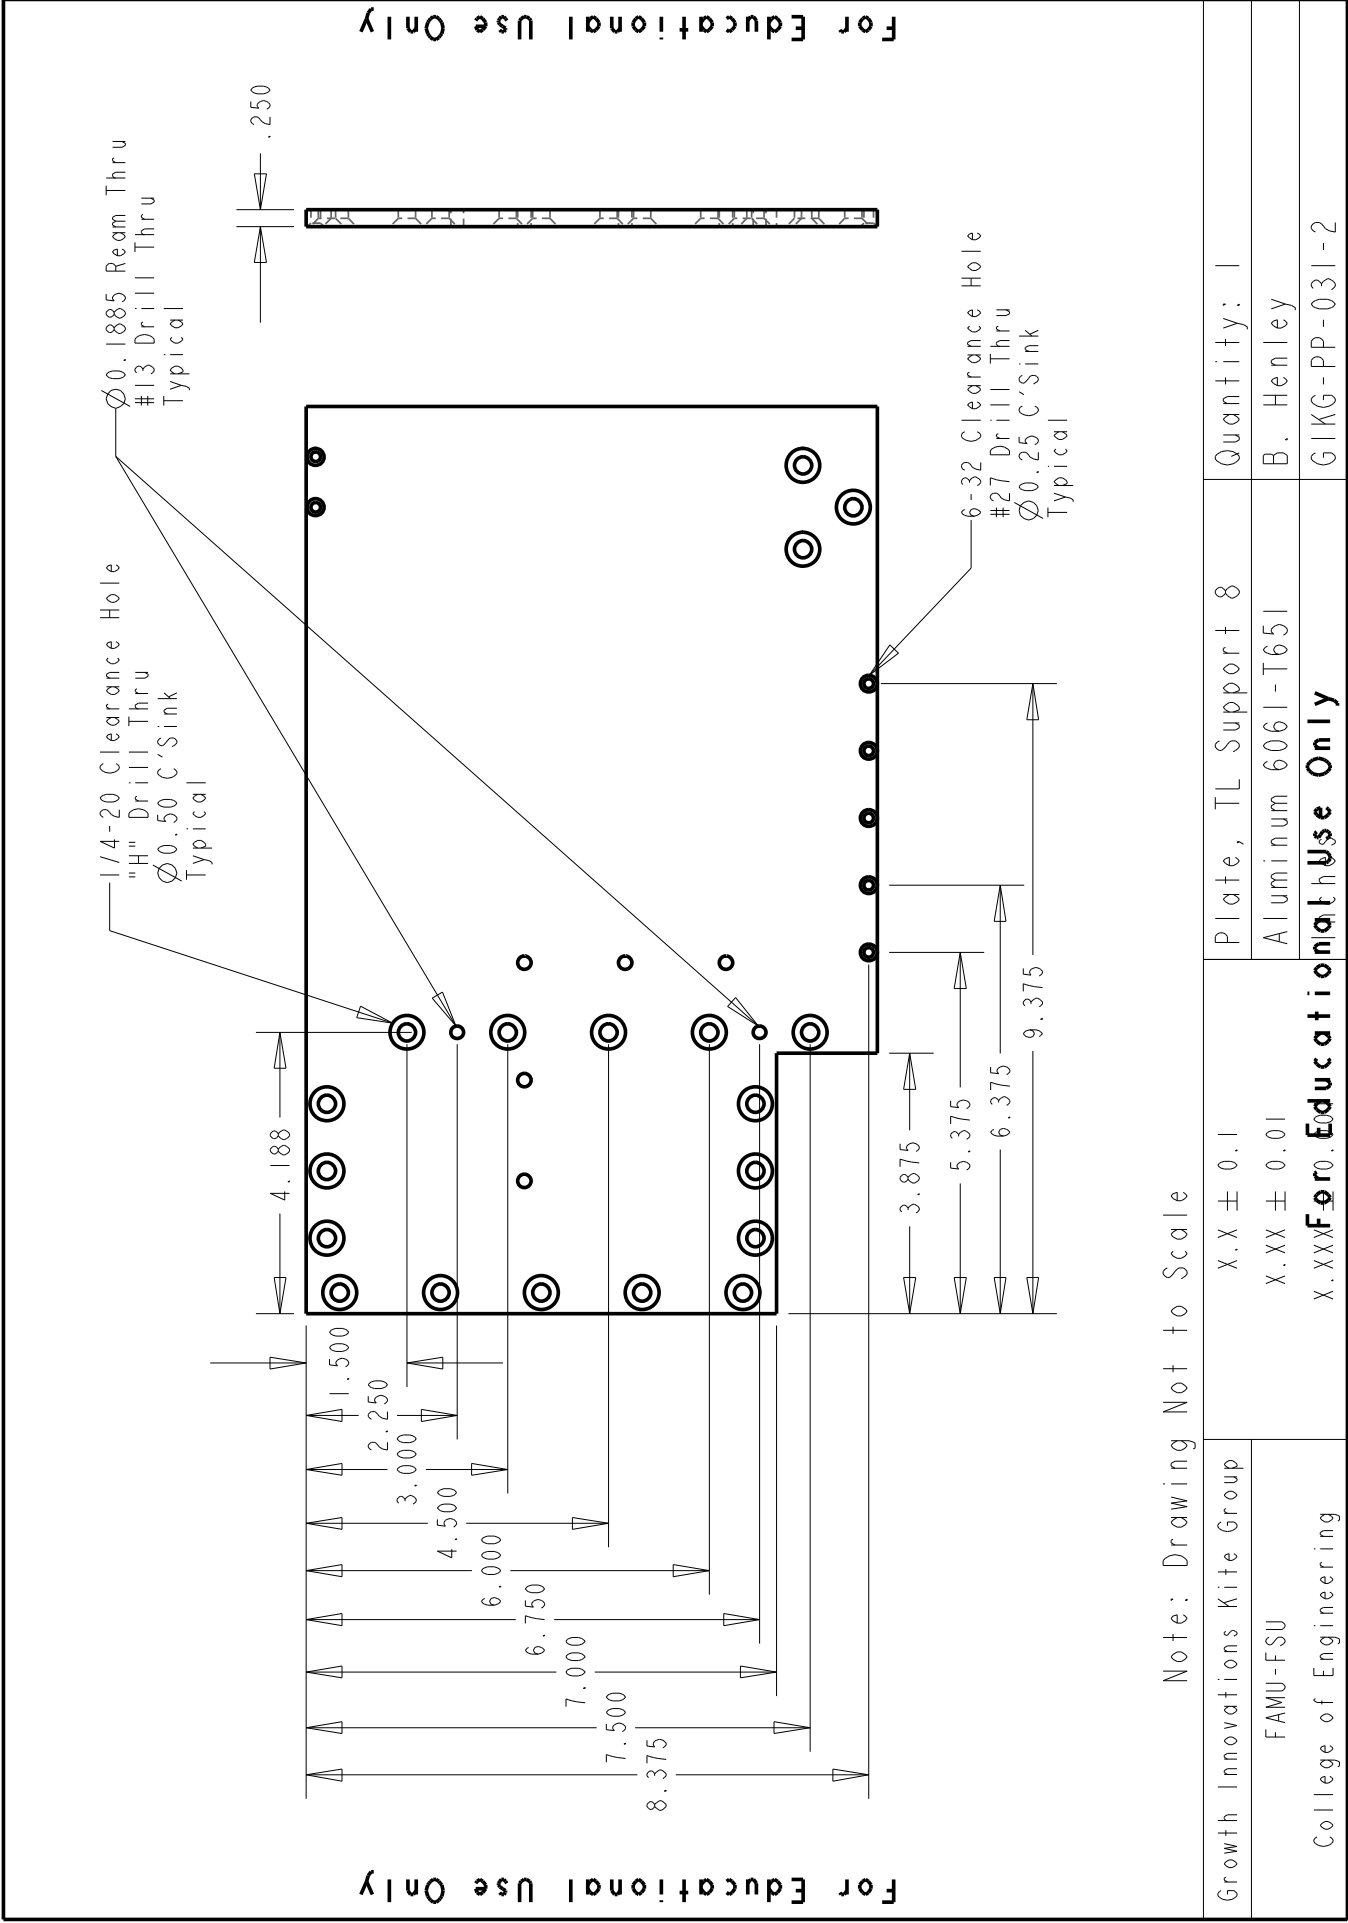 For Educational Use Only
1/4-20 Clearance Hole
"H" Drill Thru
Ø0.50 C'Sink
Typical
Ø0.1885 Ream Thru
#13 Drill Thru
Typical
.250
4.188
1.500
2.250
3.000
4.500
6.000
6.750
7.000
7.500
8.375
6-32 Clearance Hole
#27 Drill Thru
Ø0.25 C'Sink
Typical
3.875
5.375
6.375
9.375
Note: Drawing Not to Scale
Growth Innovations Kite Group
FAMU-FSU
College of Engineering
X.X ± 0.1
X.XX ± 0.01
X.XXX
Plate, TL Support 8
Aluminum 6061-T651
Quantity: 1
B. Henley
GIKG-PP-031-2
For Educational Use Only
For Educational Use Only